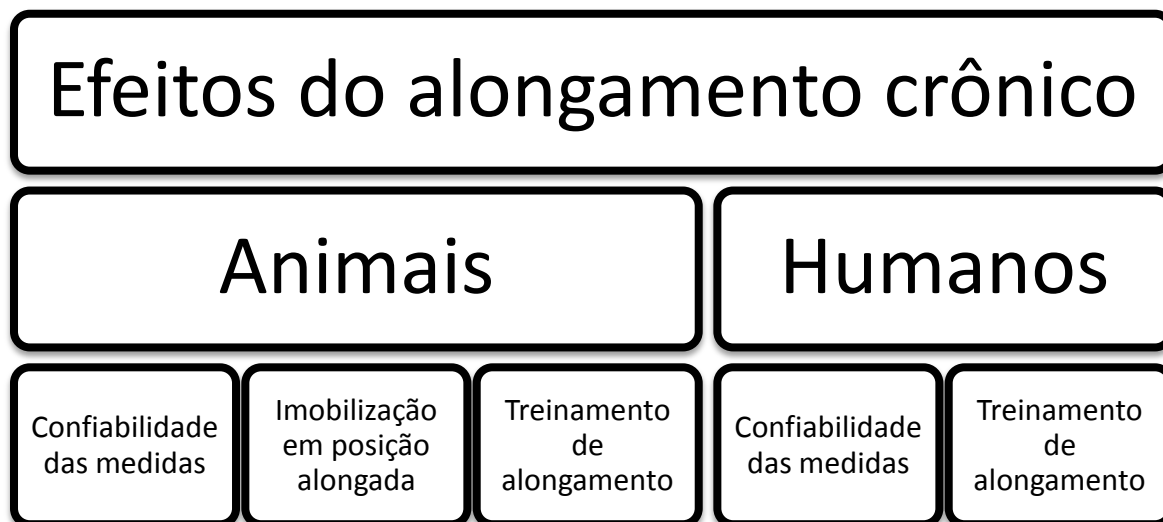 Efeitos do alongamento crônico
Animais
Humanos
Confiabilidade
das medidas
Imobilização
em posição
alongada
Treinamento
de
alongamento
Confiabilidade
das medidas
Treinamento
de
alongamento